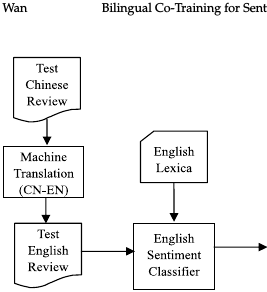 Wan Bilingual Co-Training for Sent
Test
Chinese
Review
Machine
Translation
(CN-EN)
English
Lexica
Test
English
Review
English
Sentiment
Classifier